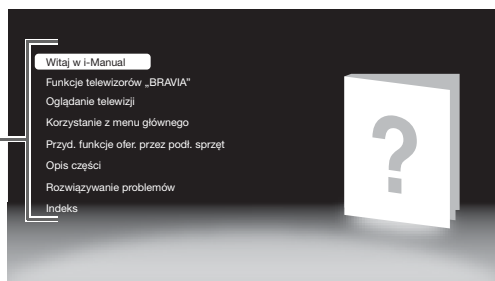 Witaj w i-Manual
Funkcje telewizorów „BRAVIA”
Oglądanie telewizji
Korzystanie z menu głównego
Przyd. funkcje ofer. przez podł. sprzęt
Opis części
Rozwiązywanie problemów
Indeks
?